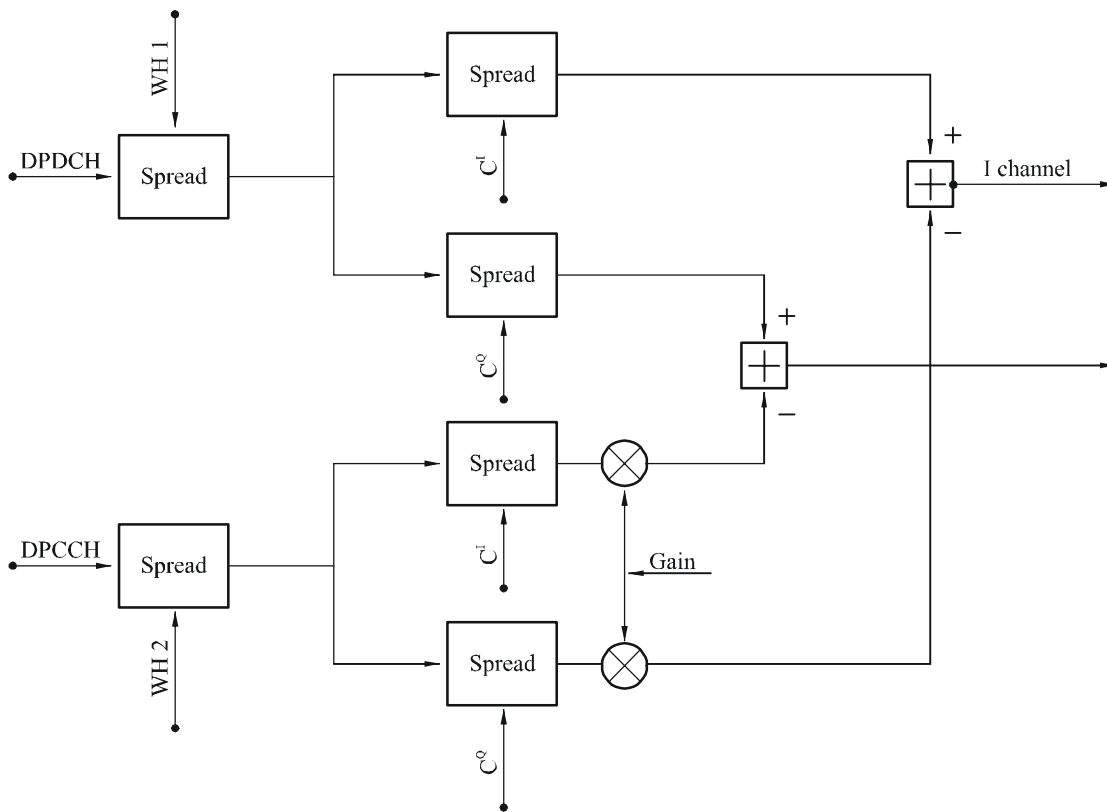 WH 1
Spread
C^I
+
DPDCH
Spread
I channel
−
Spread
C^Q
+
−
Spread
C^I
DPCCH
Spread
Gain
WH 2
Spread
C^Q